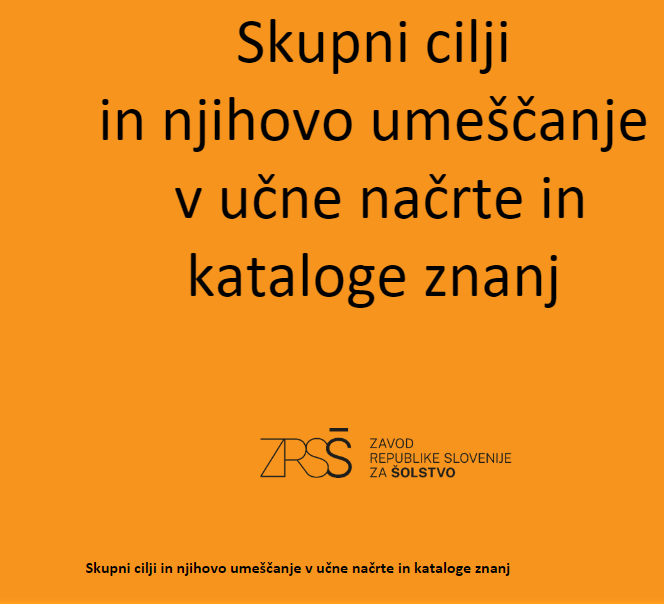 Skupni cilji
in njihovo umeščanje
v učne načrte in
kataloge znanj
ZRSŠ
ZAVOD
REPUBLIKE SLOVENIJE
ZA ŠOLSTVO
Skupni cilji in njihovo umeščanje v učne načrte in kataloge znanj